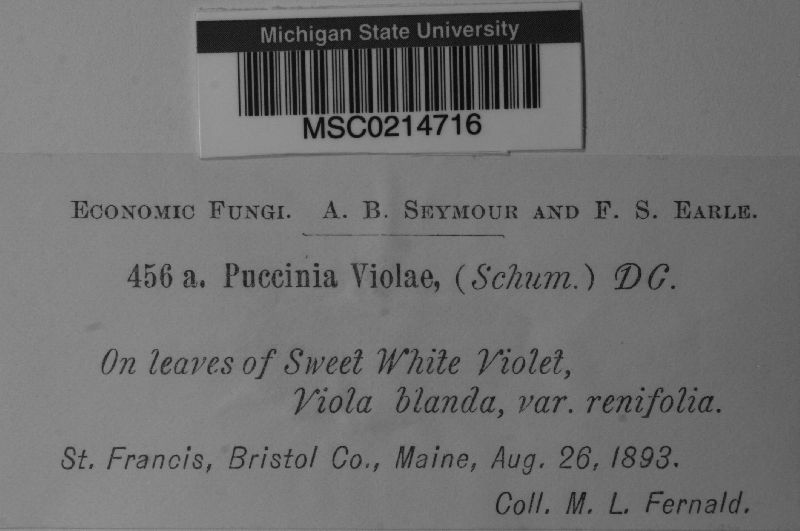 Michigan State University
MSC0214716
Economic Fungi. A. B. Seymour and F. S. Earle.
456 a. Puccinia Violae, (Schum.) DC.
On leaves of Sweet White Violet,
Viola blanda, var. renifolia.
St. Francis, Bristol Co., Maine, Aug. 26, 1893.
Coll. M. L. Fernald.